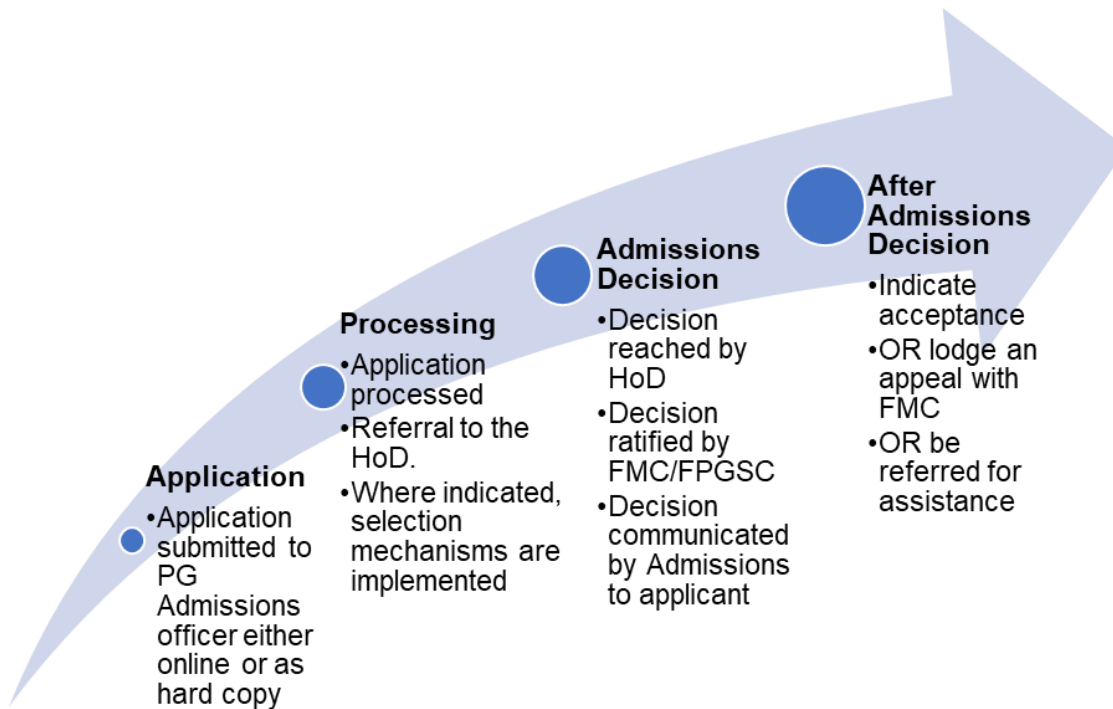 Application
•Application
submitted to
PG
Admissions
officer either
online or as
hard copy
Processing
•Application
processed
•Referral to the
HoD.
•Where indicated,
selection
mechanisms are
implemented
Admissions
Decision
•Decision
reached by
HoD
•Decision
ratified by
FMC/FPGSC
•Decision
communicated
by Admissions
to applicant
After
Admissions
Decision
•Indicate
acceptance
•OR lodge an
appeal with
FMC
•OR be
referred for
assistance